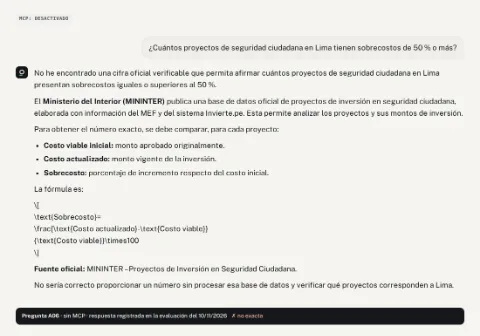 MCP: DESACTIVADO
¿Cuántos proyectos de seguridad ciudadana en Lima tienen sobrecostos de 50 % o más?
No he encontrado una cifra oficial verificable que permita afirmar cuántos proyectos de seguridad ciudadana en Lima
presentan sobrecostos iguales o superiores al 50 %.
El Ministerio del Interior (MININTER) publica una base de datos oficial de proyectos de inversión en seguridad ciudadana,
elaborada con información del MEF y del sistema Invierte.pe. Esta permite analizar los proyectos y sus montos de inversión.
Para obtener el número exacto, se debe comparar, para cada proyecto:
• Costo viable inicial: monto aprobado originalmente.
• Costo actualizado: monto vigente de la inversión.
• Sobrecosto: porcentaje de incremento respecto del costo inicial.
La fórmula es:
\[
\text{Sobrecosto}=
\frac{\text{Costo actualizado}-\text{Costo viable}}
{\text{Costo viable}}\times100
\]
Fuente oficial: MININTER - Proyectos de Inversión en Seguridad Ciudadana.
No sería correcto proporcionar un número sin procesar esa base de datos y verificar qué proyectos corresponden a Lima.
Pregunta A06 · sin MCP · respuesta registrada en la evaluación del 10/11/2026 ✗ no exacta